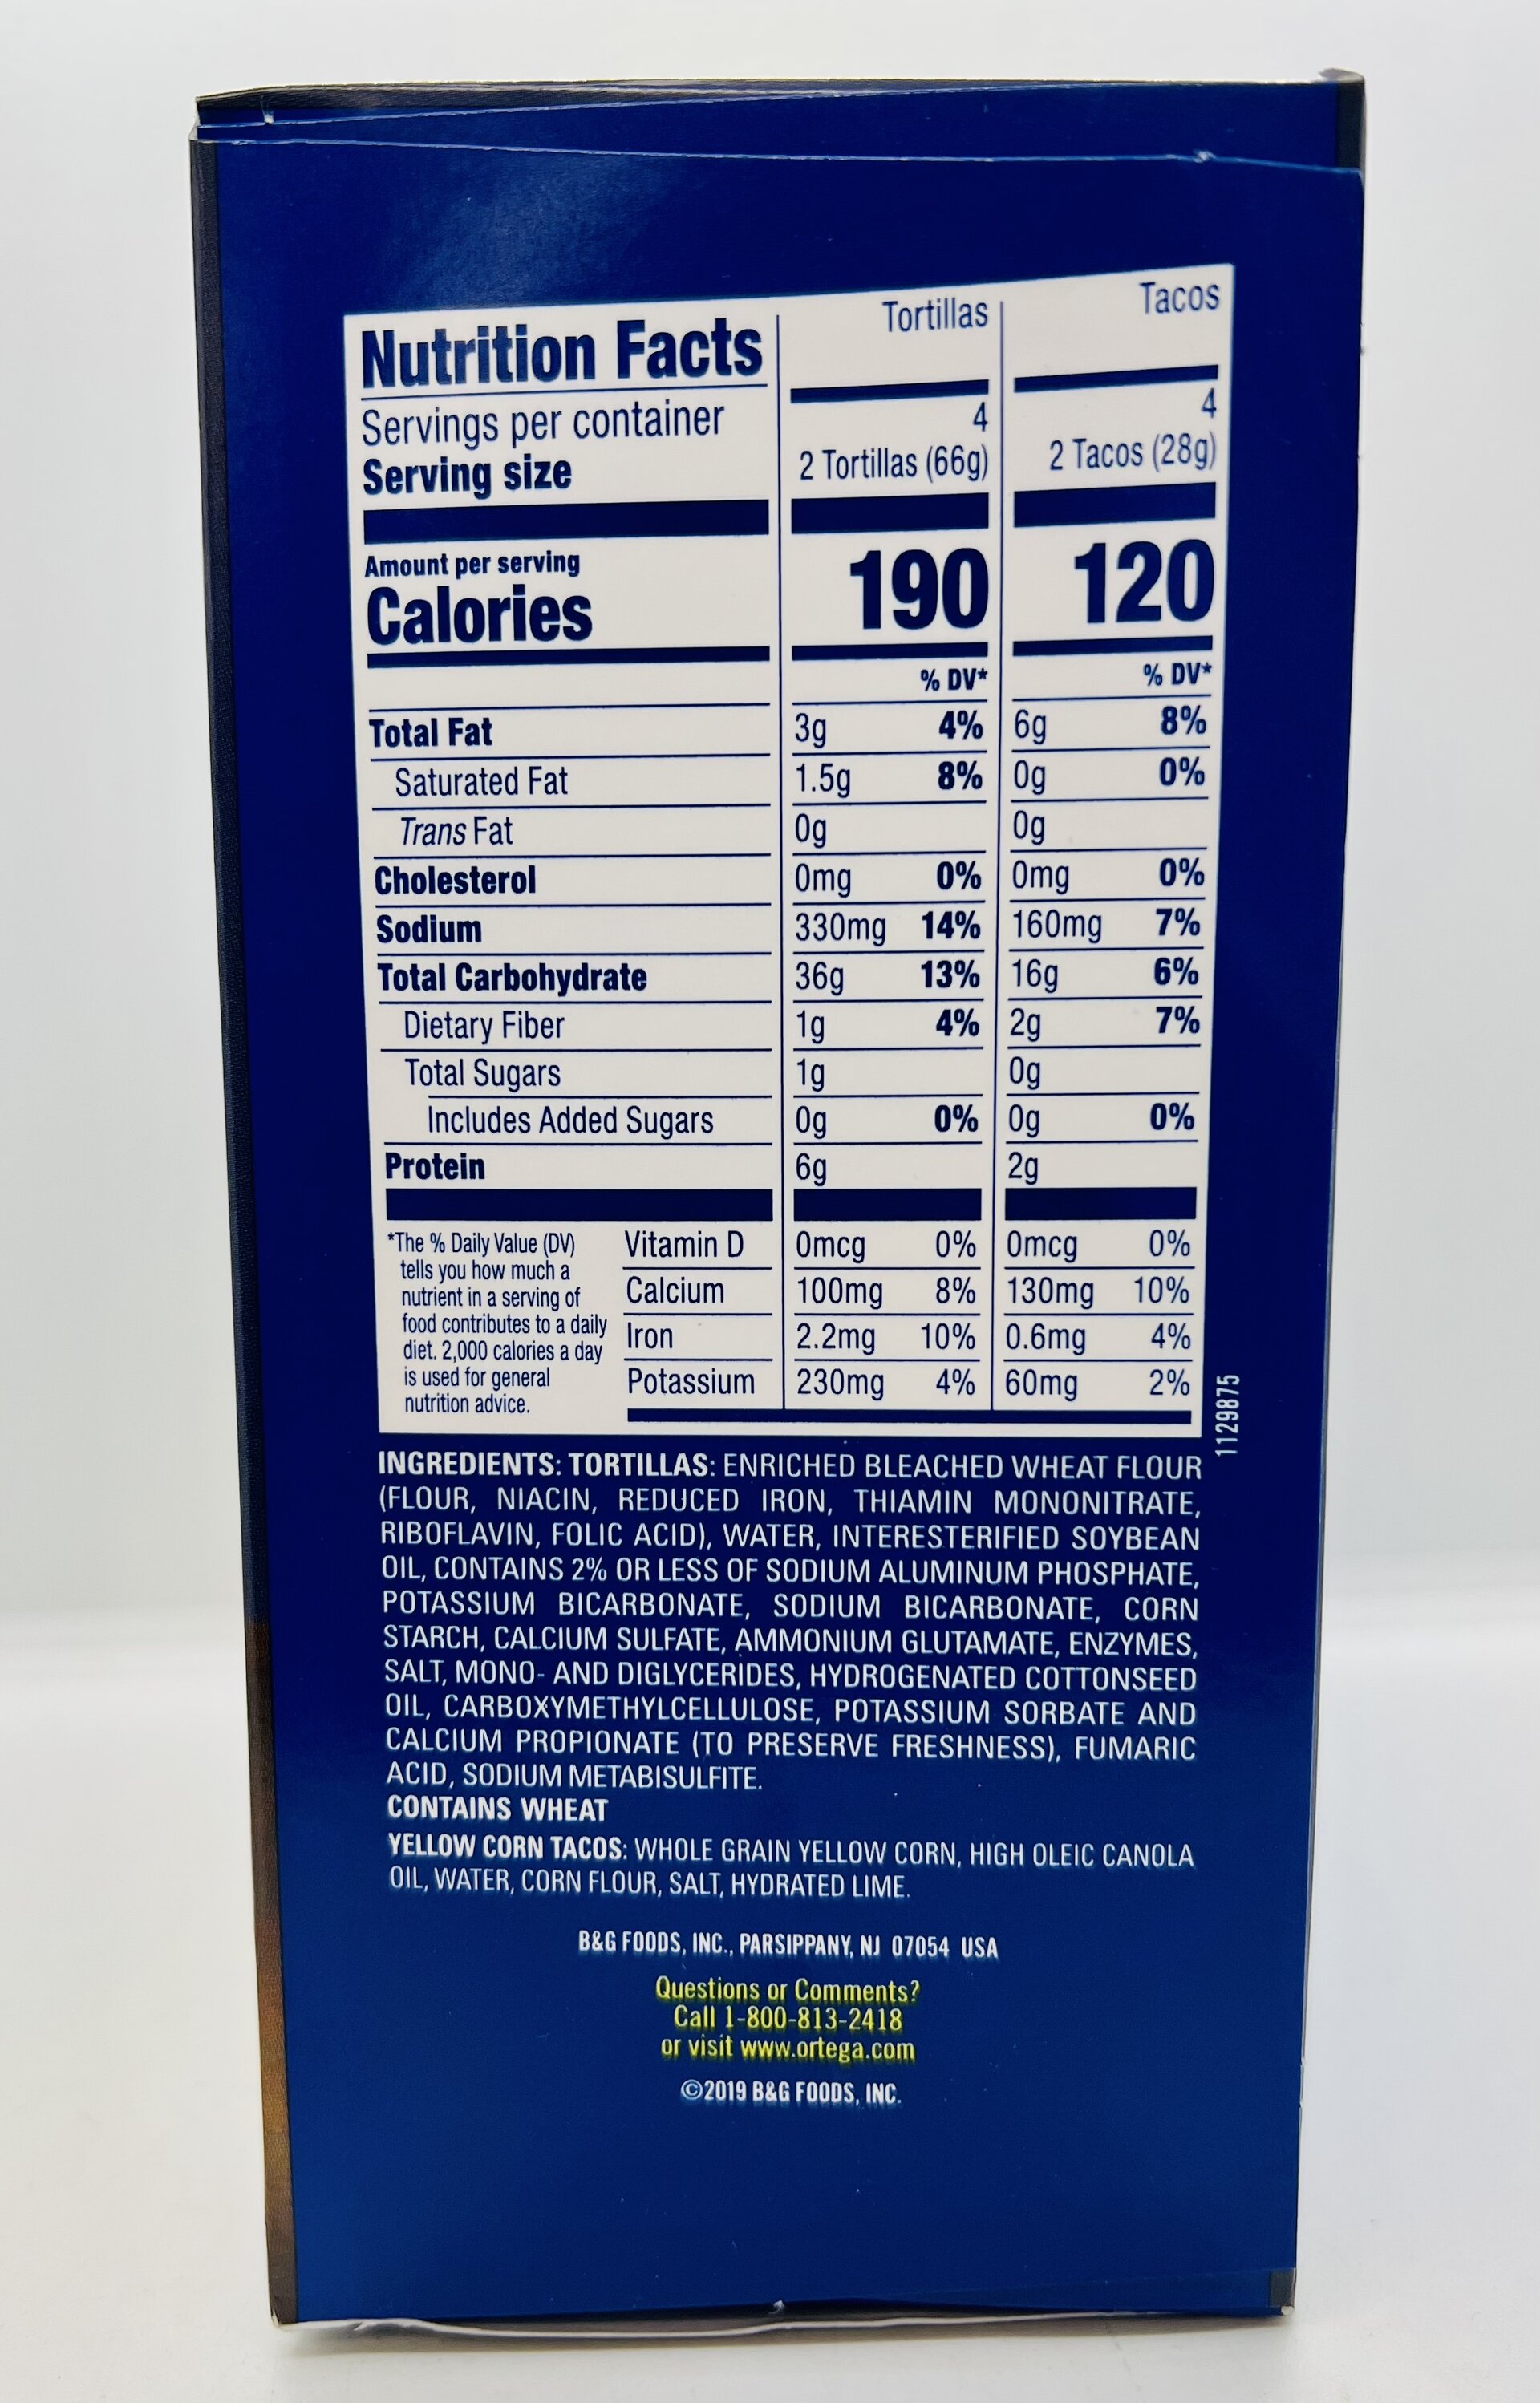 Tortillas Tacos
Nutrition Facts
Servings per container 4 4
Serving size 2 Tortillas (66g) 2 Tacos (28g)
Amount per serving
Calories 190 120
% DV* % DV*
Total Fat 3g 4% 6g 8%
Saturated Fat 1.5g 8% 0g 0%
Trans Fat 0g 0g
Cholesterol 0mg 0% 0mg 0%
Sodium 330mg 14% 160mg 7%
Total Carbohydrate 36g 13% 16g 6%
Dietary Fiber 1g 4% 2g 7%
Total Sugars 1g 0g
Includes Added Sugars 0g 0% 0g 0%
Protein 6g 2g
Vitamin D 0mcg 0% 0mcg 0%
Calcium 100mg 8% 130mg 10%
Iron 2.2mg 10% 0.6mg 4%
Potassium 230mg 4% 60mg 2%
*The % Daily Value (DV)
tells you how much a
nutrient in a serving of
food contributes to a daily
diet. 2,000 calories a day
is used for general
nutrition advice.
1129875
INGREDIENTS: TORTILLAS: ENRICHED BLEACHED WHEAT FLOUR
(FLOUR, NIACIN, REDUCED IRON, THIAMIN MONONITRATE,
RIBOFLAVIN, FOLIC ACID), WATER, INTERESTERIFIED SOYBEAN
OIL, CONTAINS 2% OR LESS OF SODIUM ALUMINUM PHOSPHATE,
POTASSIUM BICARBONATE, SODIUM BICARBONATE, CORN
STARCH, CALCIUM SULFATE, AMMONIUM GLUTAMATE, ENZYMES,
SALT, MONO- AND DIGLYCERIDES, HYDROGENATED COTTONSEED
OIL, CARBOXYMETHYLCELLULOSE, POTASSIUM SORBATE AND
CALCIUM PROPIONATE (TO PRESERVE FRESHNESS), FUMARIC
ACID, SODIUM METABISULFITE.
CONTAINS WHEAT
YELLOW CORN TACOS: WHOLE GRAIN YELLOW CORN, HIGH OLEIC CANOLA
OIL, WATER, CORN FLOUR, SALT, HYDRATED LIME.
B&G FOODS, INC., PARSIPPANY, NJ 07054 USA
Questions or Comments?
Call 1-800-813-2418
or visit www.ortega.com
©2019 B&G FOODS, INC.